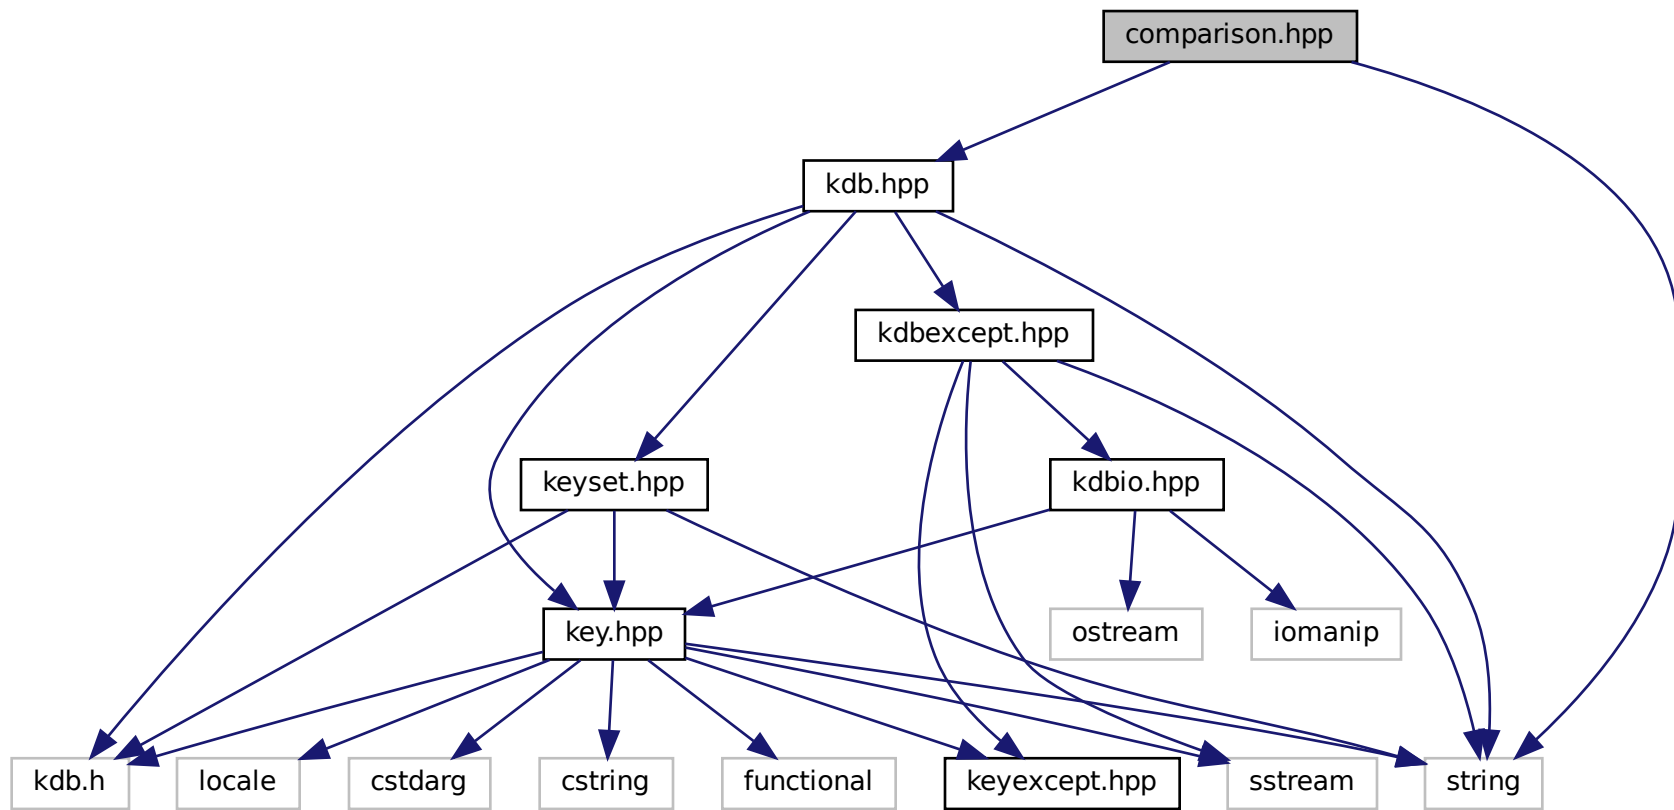 comparison.hpp
kdb.hpp
kdbexcept.hpp
keyset.hpp
kdbio.hpp
key.hpp
ostream
iomanip
kdb.h
locale
cstdarg
cstring
functional
keyexcept.hpp
sstream
string